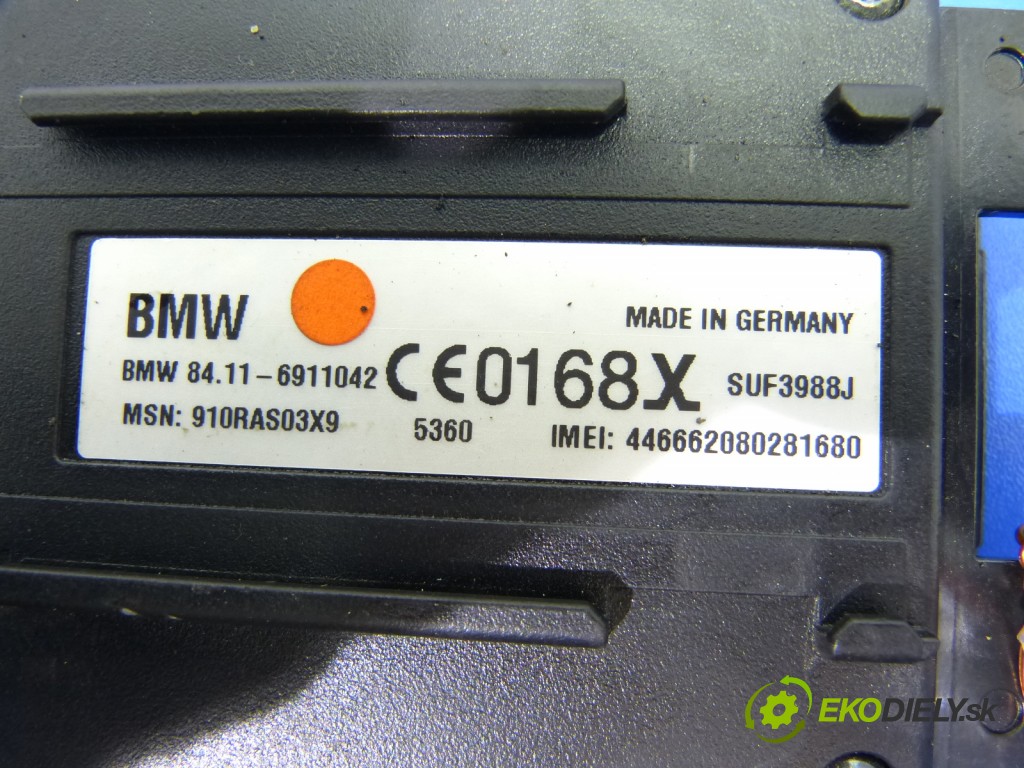 BMW
MADE IN GERMANY
BMW 84.11-6911042 CE0168X SUF3988J
MSN: 910RAS03X9 5360 IMEI: 446662080281680
EKODIELY.sk